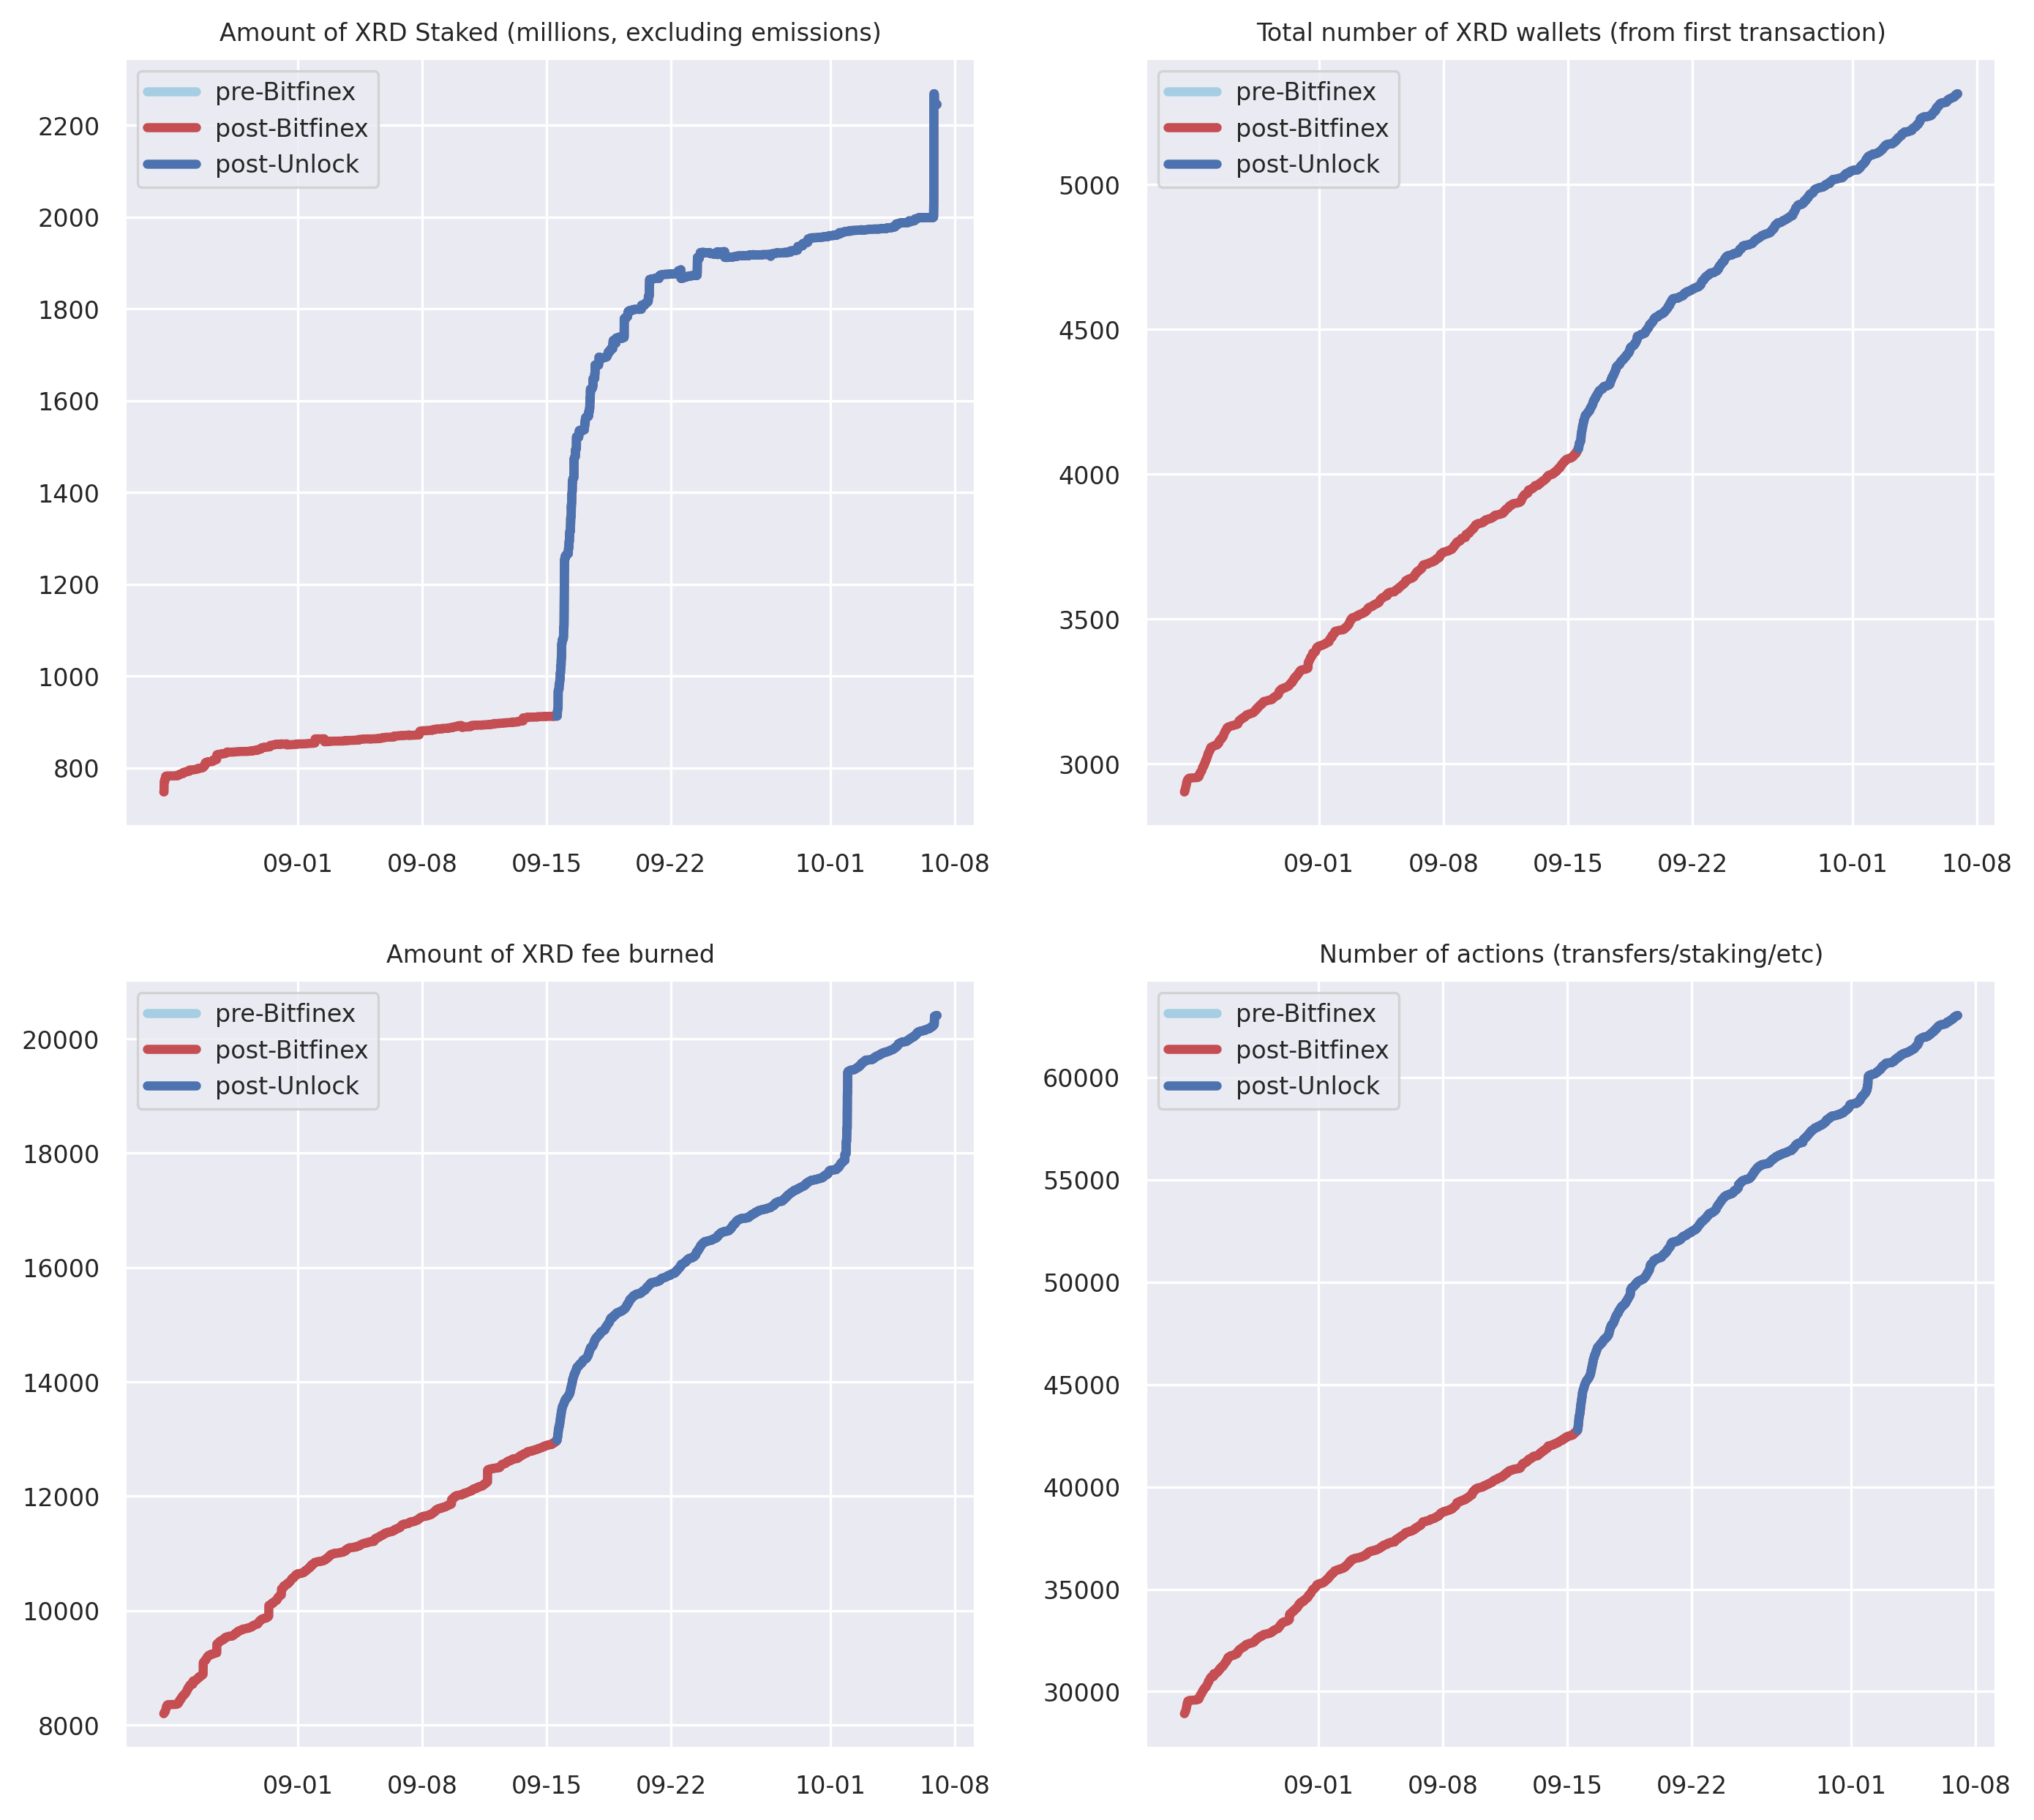 Amount of XRD Staked (millions, excluding emissions)
pre-Bitfinex
post-Bitfinex
post-Unlock
2200
2000
1800
1600
1400
1200
1000
800
09-01 09-08 09-15 09-22 10-01 10-08
Total number of XRD wallets (from first transaction)
pre-Bitfinex
post-Bitfinex
post-Unlock
5000
4500
4000
3500
3000
09-01 09-08 09-15 09-22 10-01 10-08
Amount of XRD fee burned
pre-Bitfinex
post-Bitfinex
post-Unlock
20000
18000
16000
14000
12000
10000
8000
09-01 09-08 09-15 09-22 10-01 10-08
Number of actions (transfers/staking/etc)
pre-Bitfinex
post-Bitfinex
post-Unlock
60000
55000
50000
45000
40000
35000
30000
09-01 09-08 09-15 09-22 10-01 10-08